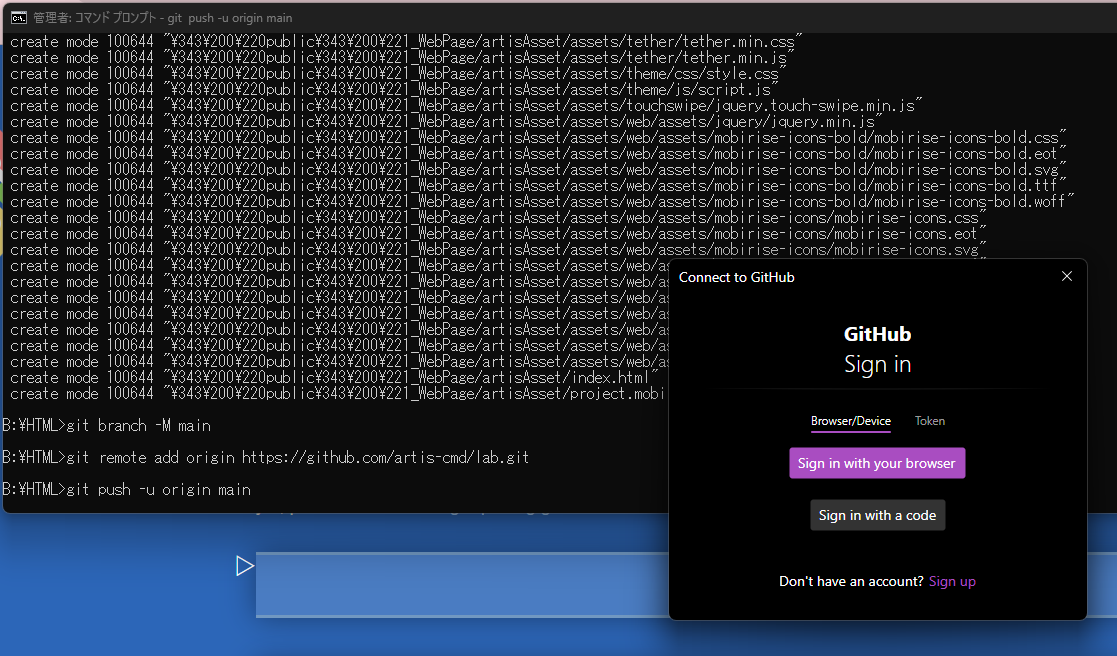 管理者: コマンド プロンプト - git  push -u origin main
create mode 100644 "¥343¥200¥220public¥343¥200¥221_WebPage/artisAsset/assets/tether/tether.min.css"
create mode 100644 "¥343¥200¥220public¥343¥200¥221_WebPage/artisAsset/assets/tether/tether.min.js"
create mode 100644 "¥343¥200¥220public¥343¥200¥221_WebPage/artisAsset/assets/theme/css/style.css"
create mode 100644 "¥343¥200¥220public¥343¥200¥221_WebPage/artisAsset/assets/theme/js/script.js"
create mode 100644 "¥343¥200¥220public¥343¥200¥221_WebPage/artisAsset/assets/touchswipe/jquery.touch-swipe.min.js"
create mode 100644 "¥343¥200¥220public¥343¥200¥221_WebPage/artisAsset/assets/web/assets/jquery/jquery.min.js"
create mode 100644 "¥343¥200¥220public¥343¥200¥221_WebPage/artisAsset/assets/web/assets/mobirise-icons-bold/mobirise-icons-bold.css"
create mode 100644 "¥343¥200¥220public¥343¥200¥221_WebPage/artisAsset/assets/web/assets/mobirise-icons-bold/mobirise-icons-bold.eot"
create mode 100644 "¥343¥200¥220public¥343¥200¥221_WebPage/artisAsset/assets/web/assets/mobirise-icons-bold/mobirise-icons-bold.svg"
create mode 100644 "¥343¥200¥220public¥343¥200¥221_WebPage/artisAsset/assets/web/assets/mobirise-icons-bold/mobirise-icons-bold.ttf"
create mode 100644 "¥343¥200¥220public¥343¥200¥221_WebPage/artisAsset/assets/web/assets/mobirise-icons-bold/mobirise-icons-bold.woff"
create mode 100644 "¥343¥200¥220public¥343¥200¥221_WebPage/artisAsset/assets/web/assets/mobirise-icons/mobirise-icons.css"
create mode 100644 "¥343¥200¥220public¥343¥200¥221_WebPage/artisAsset/assets/web/assets/mobirise-icons/mobirise-icons.eot"
create mode 100644 "¥343¥200¥220public¥343¥200¥221_WebPage/artisAsset/assets/web/assets/mobirise-icons/mobirise-icons.svg"
create mode 100644 "¥343¥200¥220public¥343¥200¥221_WebPage/artisAsset/assets/web/as
create mode 100644 "¥343¥200¥220public¥343¥200¥221_WebPage/artisAsset/assets/web/as
create mode 100644 "¥343¥200¥220public¥343¥200¥221_WebPage/artisAsset/assets/web/as
create mode 100644 "¥343¥200¥220public¥343¥200¥221_WebPage/artisAsset/assets/web/as
create mode 100644 "¥343¥200¥220public¥343¥200¥221_WebPage/artisAsset/assets/web/as
create mode 100644 "¥343¥200¥220public¥343¥200¥221_WebPage/artisAsset/assets/web/as
create mode 100644 "¥343¥200¥220public¥343¥200¥221_WebPage/artisAsset/assets/web/as
create mode 100644 "¥343¥200¥220public¥343¥200¥221_WebPage/artisAsset/index.html"
create mode 100644 "¥343¥200¥220public¥343¥200¥221_WebPage/artisAsset/project.mobi
B:¥HTML>git branch -M main
B:¥HTML>git remote add origin https://github.com/artis-cmd/lab.git
B:¥HTML>git push -u origin main
Connect to GitHub
GitHub
Sign in
Browser/Device Token
Sign in with your browser
Sign in with a code
Don't have an account? Sign up